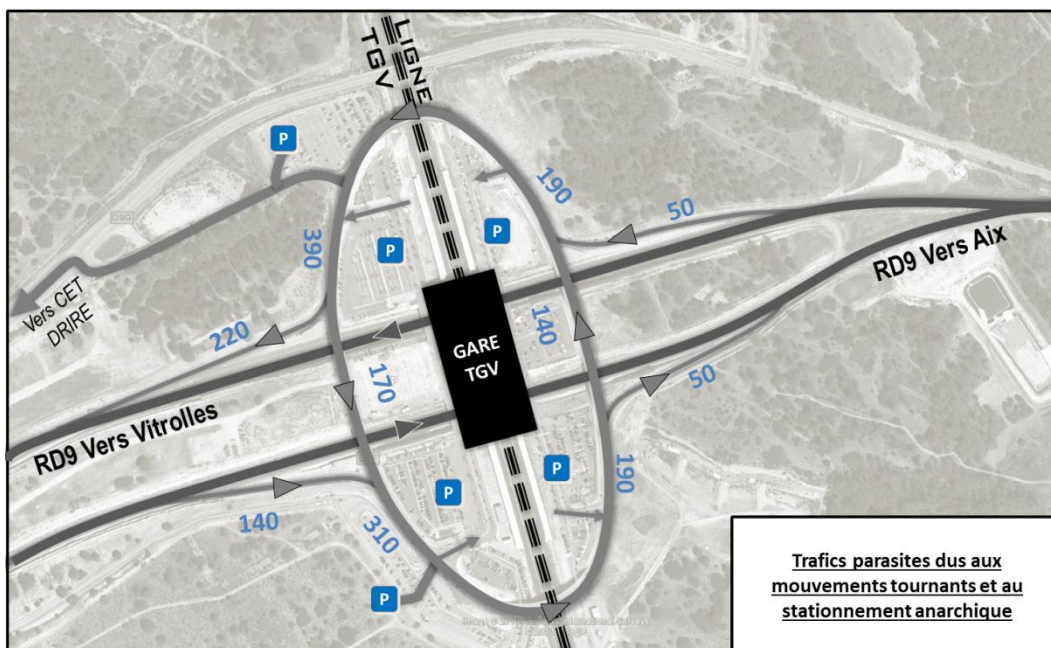 LIGNE
TGV
P
190
50
P
P
D9G
390
RD9 Vers Aix
Vers CET
DRIRE
220
140
GARE
TGV
170
50
RD9 Vers Vitrolles
P
190
P
140
310
P
Trafics parasites dus aux
mouvements tournants et au
stationnement anarchique